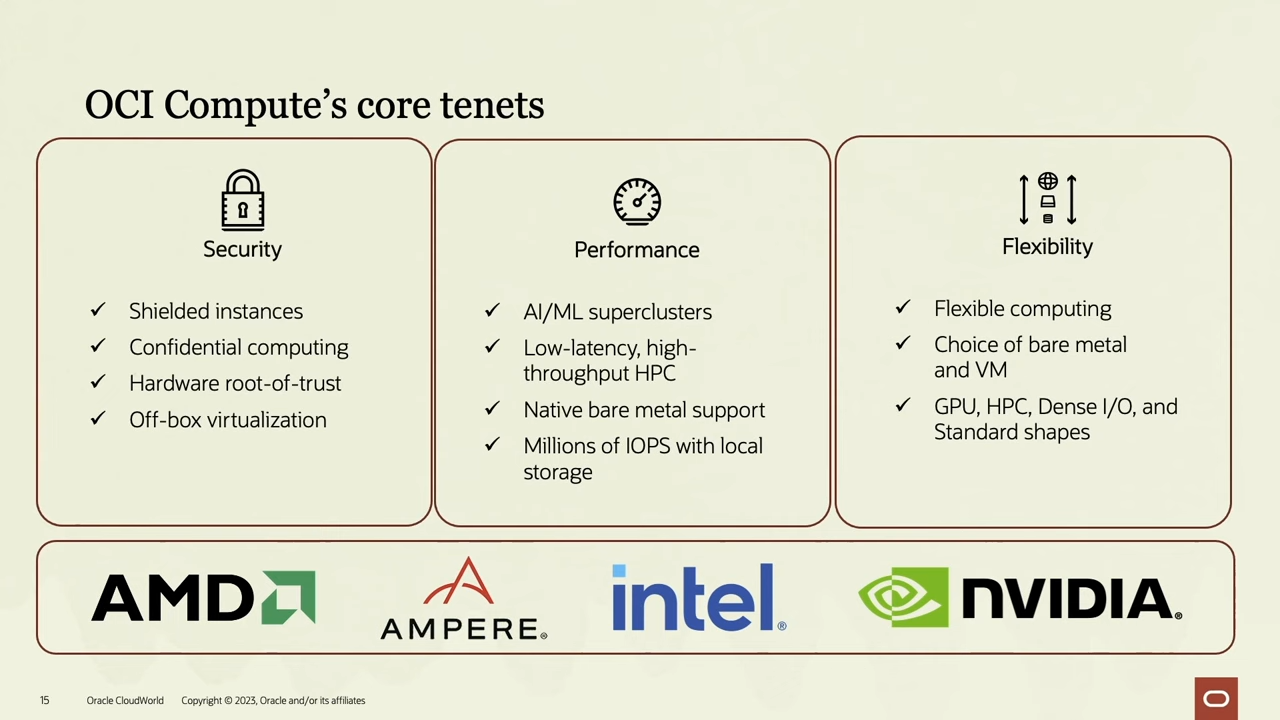 OCI Compute’s core tenets
Security
✓ Shielded instances
✓ Confidential computing
✓ Hardware root-of-trust
✓ Off-box virtualization
Performance
✓ AI/ML superclusters
✓ Low-latency, high-
throughput HPC
✓ Native bare metal support
✓ Millions of IOPS with local
storage
Flexibility
✓ Flexible computing
✓ Choice of bare metal
and VM
✓ GPU, HPC, Dense I/O, and
Standard shapes
AMD
AMPERE®
intel®
NVIDIA®
15 Oracle CloudWorld Copyright © 2023, Oracle and/or its affiliates